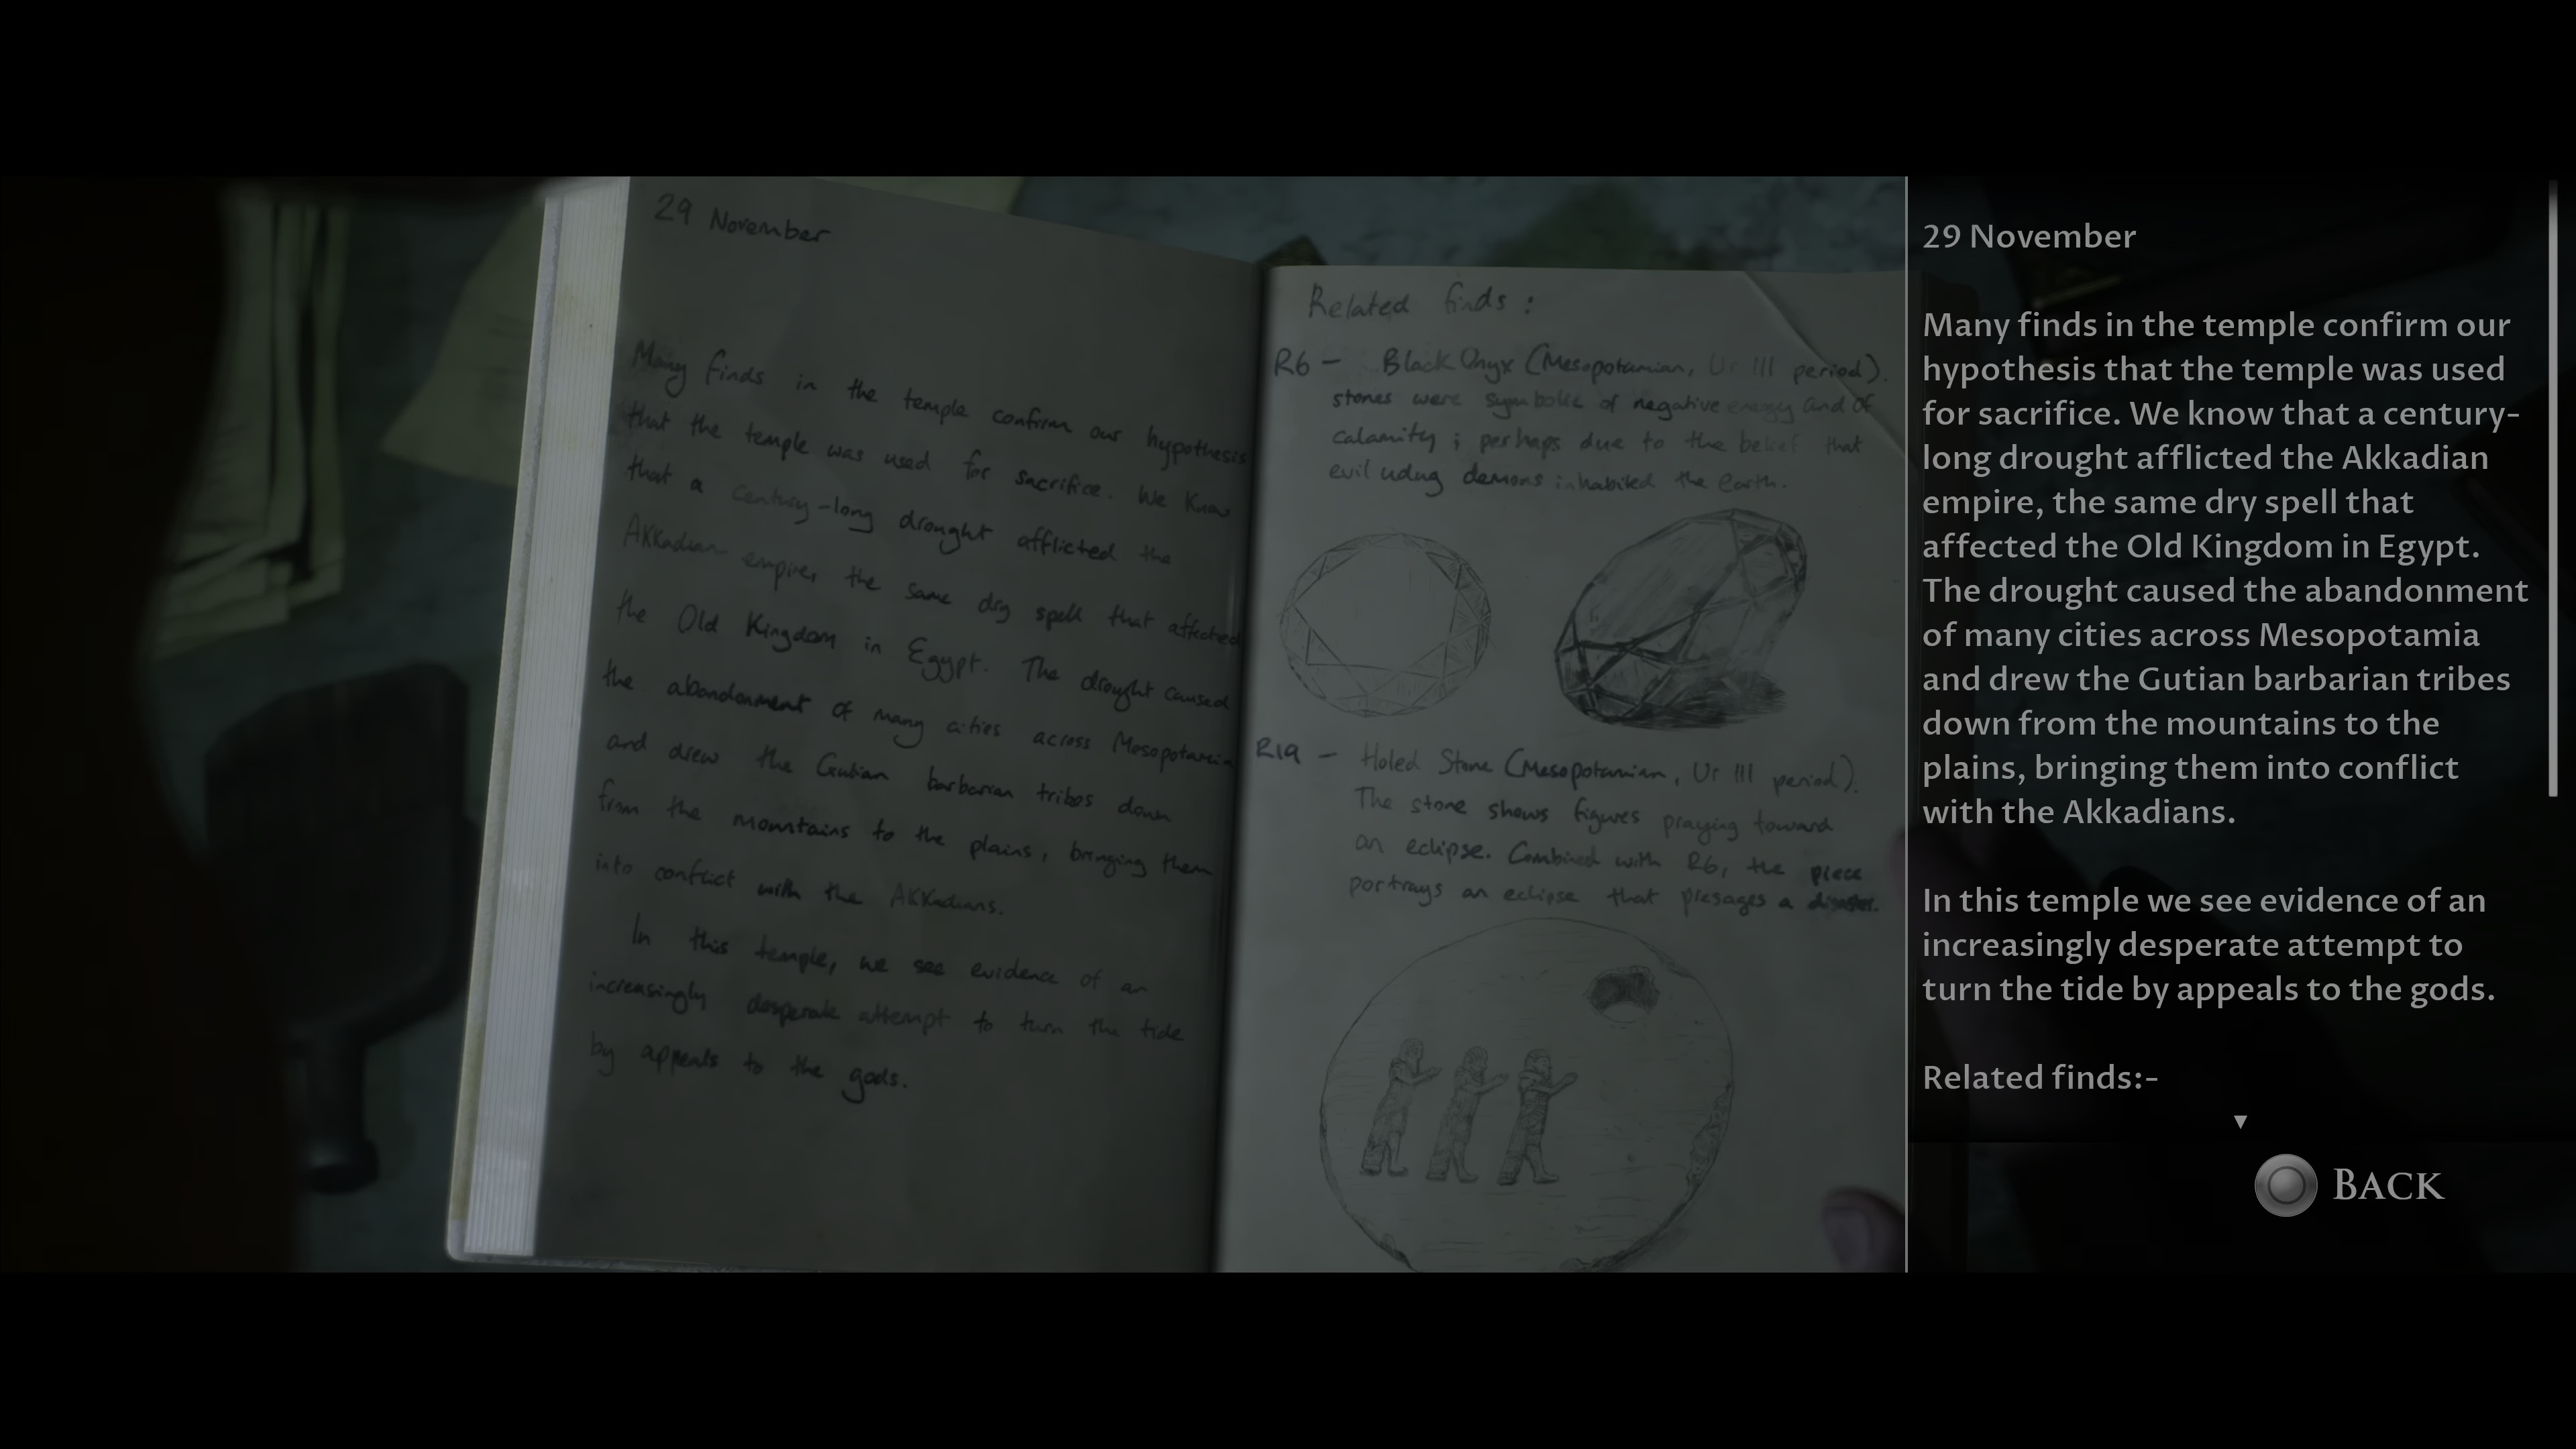 29 November
Many finds in the temple confirm our hypothesis
that the temple was used for sacrifice. We know
that a century-long drought afflicted the
Akkadian empire, the same dry spell that affected
the Old Kingdom in Egypt. The drought caused
the abandonment of many cities across Mesopotamia
and drew the Gutian barbarian tribes down
from the mountains to the plains, bringing them
into conflict with the Akkadians.
In this temple, we see evidence of an
increasingly desperate attempt to turn the tide
by appeals to the gods.
Related finds:
R6 - Black Onyx (Mesopotamian, Ur III period).
stones were symbolic of negative energy and of
calamity; perhaps due to the belief that
evil udug demons inhabited the earth.
R19 - Holed Stone (Mesopotamian, Ur III period).
The stone shows figures praying toward
an eclipse. Combined with R6, the piece
portrays an eclipse that presages a disaster.
29 November
Many finds in the temple confirm our
hypothesis that the temple was used
for sacrifice. We know that a century-
long drought afflicted the Akkadian
empire, the same dry spell that
affected the Old Kingdom in Egypt.
The drought caused the abandonment
of many cities across Mesopotamia
and drew the Gutian barbarian tribes
down from the mountains to the
plains, bringing them into conflict
with the Akkadians.
In this temple we see evidence of an
increasingly desperate attempt to
turn the tide by appeals to the gods.
Related finds:-
BACK